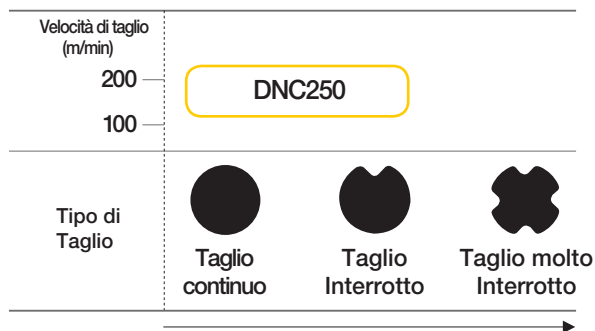 Velocità di taglio
(m/min)
200
DNC250
100
Tipo di
Taglio
Taglio
continuo
Taglio
Interrotto
Taglio molto
Interrotto